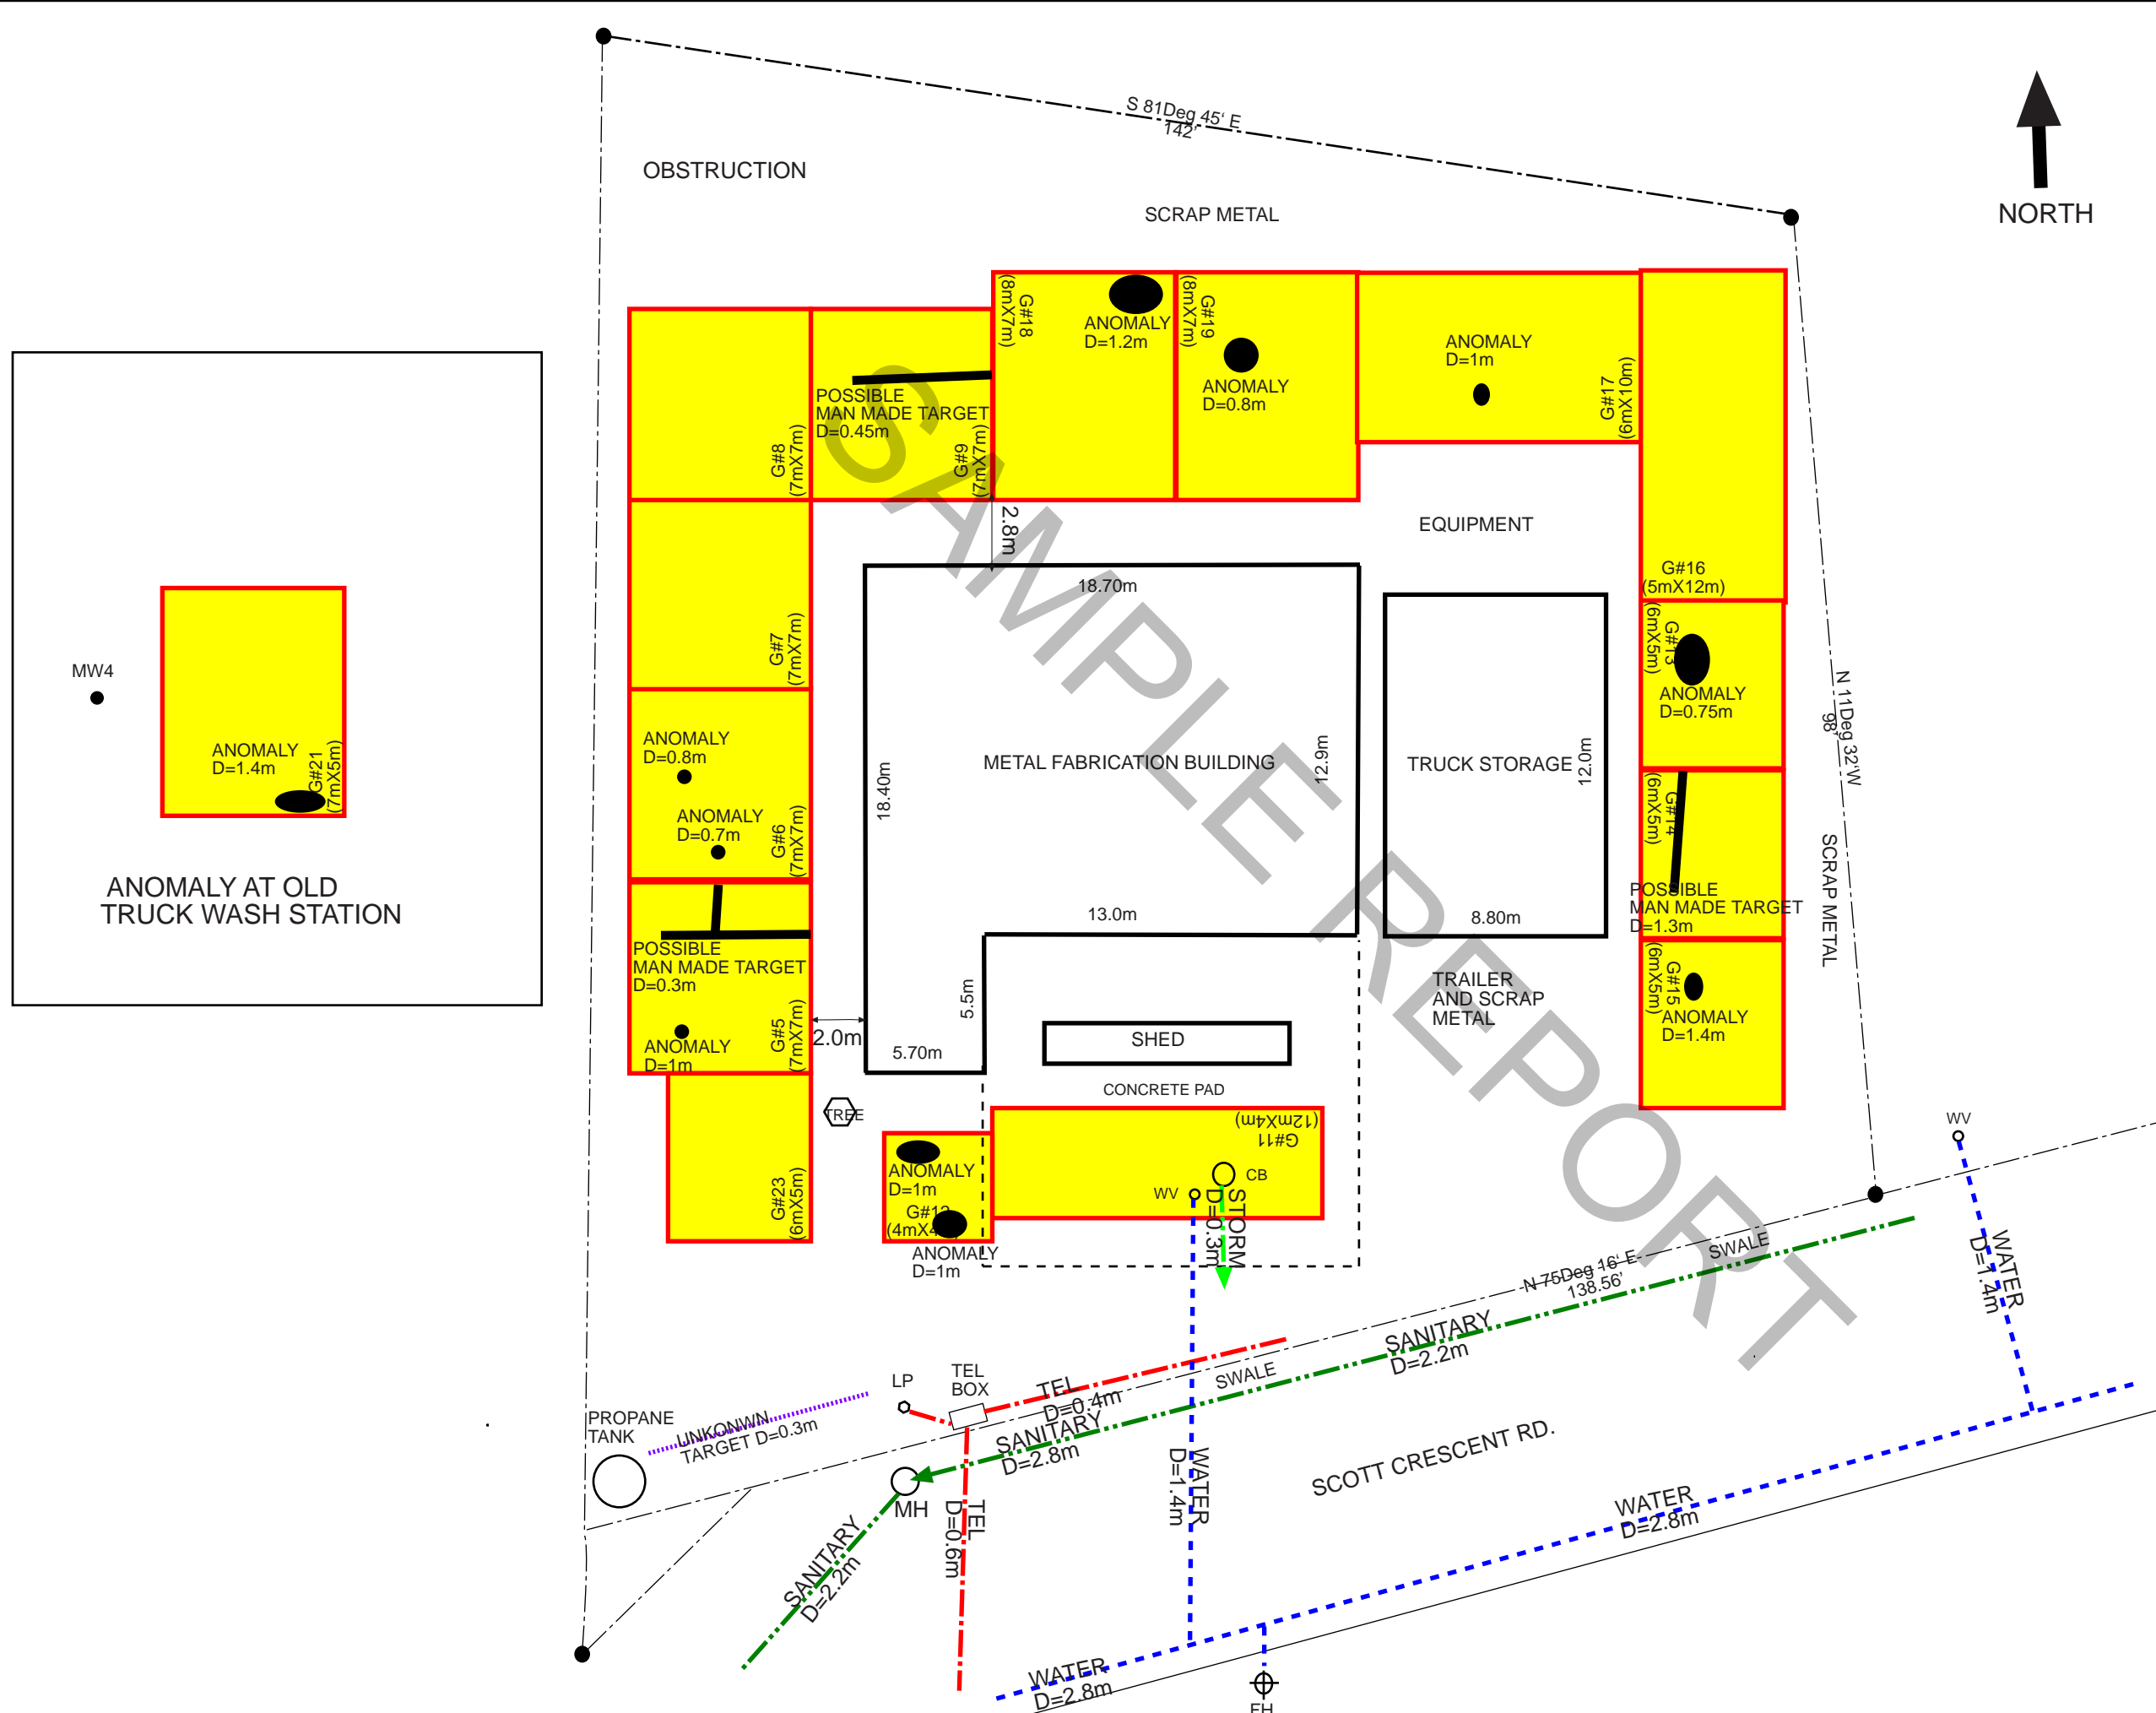 S 81Deg 45‘ E
142’
OBSTRUCTION
SCRAP METAL
NORTH
G#18
(8mX7m)
ANOMALY
D=1.2m
G#19
(8mX7m)
ANOMALY
D=0.8m
ANOMALY
D=1m
G#17
(6mX10m)
POSSIBLE
MAN MADE TARGET
D=0.45m
G#8
(7mX7m)
G#9
(7mX7m)
2.8m
EQUIPMENT
G#16
(5mX12m)
18.70m
G#7
(7mX7m)
G#13
(6mX5m)
ANOMALY
D=0.75m
N 11Deg 32‘W
98’
MW4
ANOMALY
D=1.4m
G#21
(7mX5m)
ANOMALY AT OLD
TRUCK WASH STATION
ANOMALY
D=0.8m
ANOMALY
D=0.7m
G#6
(7mX7m)
18.40m
METAL FABRICATION BUILDING
12.9m
TRUCK STORAGE
12.0m
G#14
(6mX5m)
SCRAP METAL
POSSIBLE
MAN MADE TARGET
D=1.3m
13.0m
8.80m
POSSIBLE
MAN MADE TARGET
D=0.3m
ANOMALY
D=1m
G#5
(7mX7m)
2.0m
5.70m
5.5m
SHED
TRAILER
AND SCRAP
METAL
G#15
(6mX5m)
ANOMALY
D=1.4m
CONCRETE PAD
TREE
G#11
(12mX4m)
G#23
(6mX5m)
ANOMALY
D=1m
ANOMALY
D=1m
WV
CB
STORM
D=0.3m
WV
WATER
D=1.4m
SWALE
N 75Deg 16‘ E
138.56’
SANITARY
D=2.2m
SWALE
LP
TEL
BOX
TEL
D=0.4m
SANITARY
D=2.8m
PROPANE
TANK
UNKONWN
TARGET D=0.3m
MH
TEL
D=0.6m
SANITARY
D=2.2m
WATER
D=1.4m
SCOTT CRESCENT RD.
WATER
D=2.8m
WATER
D=2.8m
FH
SAMPLE REPORT